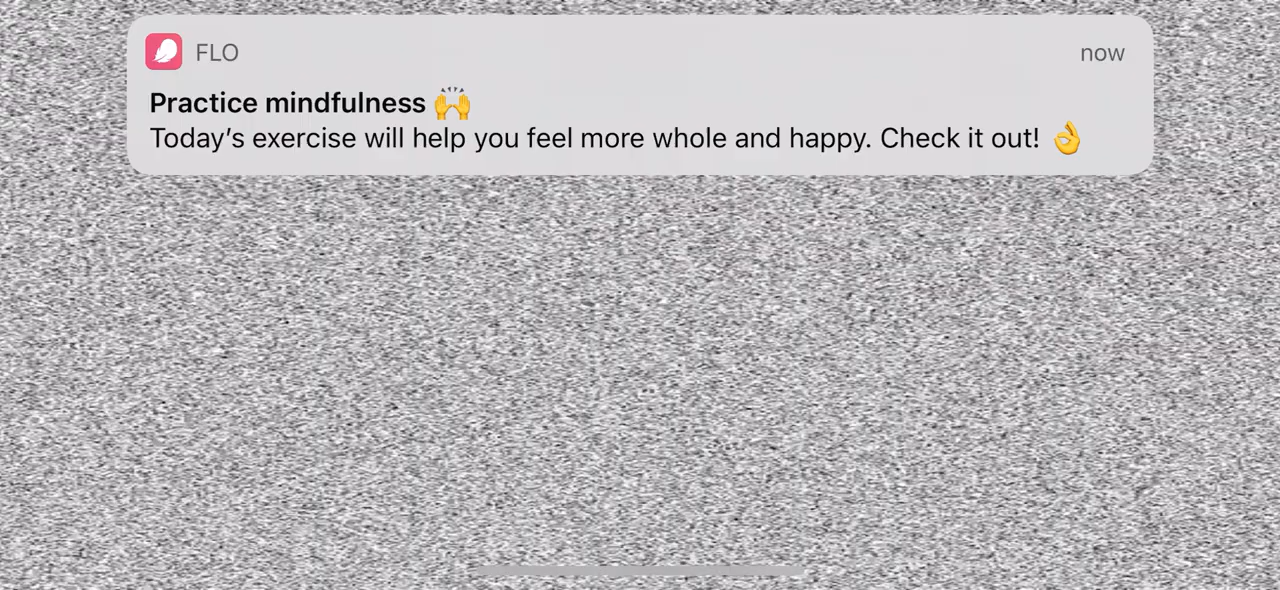 FLO now
Practice mindfulness 🙌
Today’s exercise will help you feel more whole and happy. Check it out! 👌